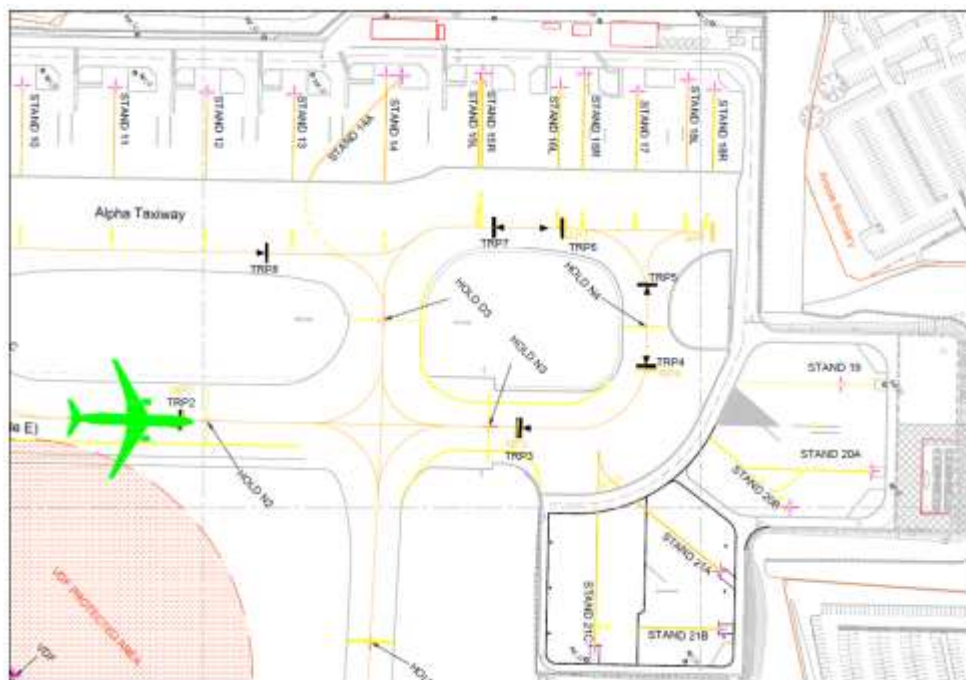 STAND 10
STAND 11
STAND 12
STAND 13
STAND 14A
STAND 14
STAND 15L
STAND 15R
STAND 16L
STAND 16R
STAND 17
STAND 18L
STAND 18R
Alpha Taxiway
Airport Boundary
TRP8
TRP7
TRP6
TRP5
HOLD N4
HOLD D3
HOLD N3
TRP4
STAND 19
TRP2
TRP3
STAND 20A
STAND 20B
HOLD N2
STAND 21A
STAND 21C
STAND 21B
VDF PROTECTED AREA
VDF